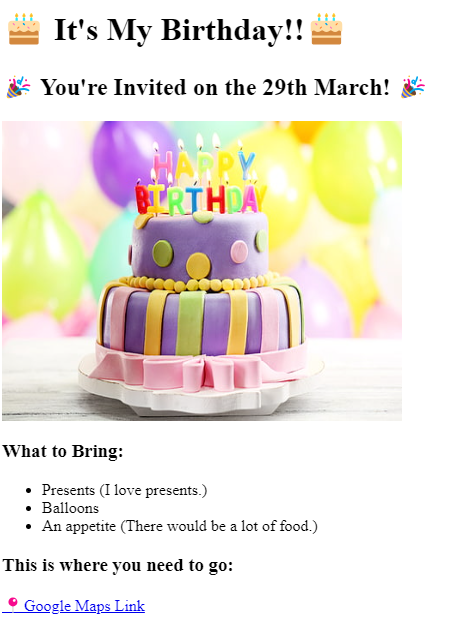 🎂 It's My Birthday!!🎂
🎉 You're Invited on the 29th March! 🎉
HAPPY
BIRTHDAY
What to Bring:
• Presents (I love presents.)
• Balloons
• An appetite (There would be a lot of food.)
This is where you need to go:
📍 Google Maps Link